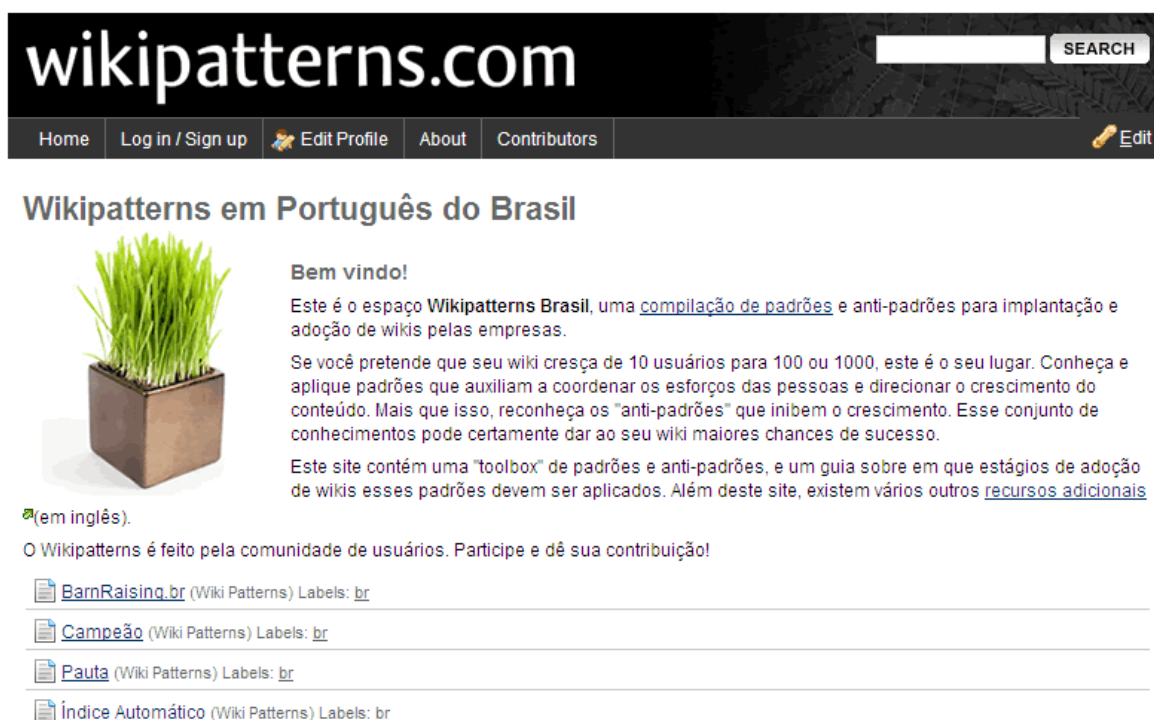 wikipatterns.com
SEARCH
Home Log in / Sign up Edit Profile About Contributors Edit
Wikipatterns em Português do Brasil
Bem vindo!
Este é o espaço Wikipatterns Brasil, uma compilação de padrões e anti-padrões para implantação e
adoção de wikis pelas empresas.
Se você pretende que seu wiki cresça de 10 usuários para 100 ou 1000, este é o seu lugar. Conheça e
aplique padrões que auxiliam a coordenar os esforços das pessoas e direcionar o crescimento do
conteúdo. Mais que isso, reconheça os "anti-padrões" que inibem o crescimento. Esse conjunto de
conhecimentos pode certamente dar ao seu wiki maiores chances de sucesso.
Este site contém uma "toolbox" de padrões e anti-padrões, e um guia sobre em que estágios de adoção
de wikis esses padrões devem ser aplicados. Além deste site, existem vários outros recursos adicionais
(em inglês).
O Wikipatterns é feito pela comunidade de usuários. Participe e dê sua contribuição!
BarnRaising.br (Wiki Patterns) Labels: br
Campeão (Wiki Patterns) Labels: br
Pauta (Wiki Patterns) Labels: br
Índice Automático (Wiki Patterns) Labels: br